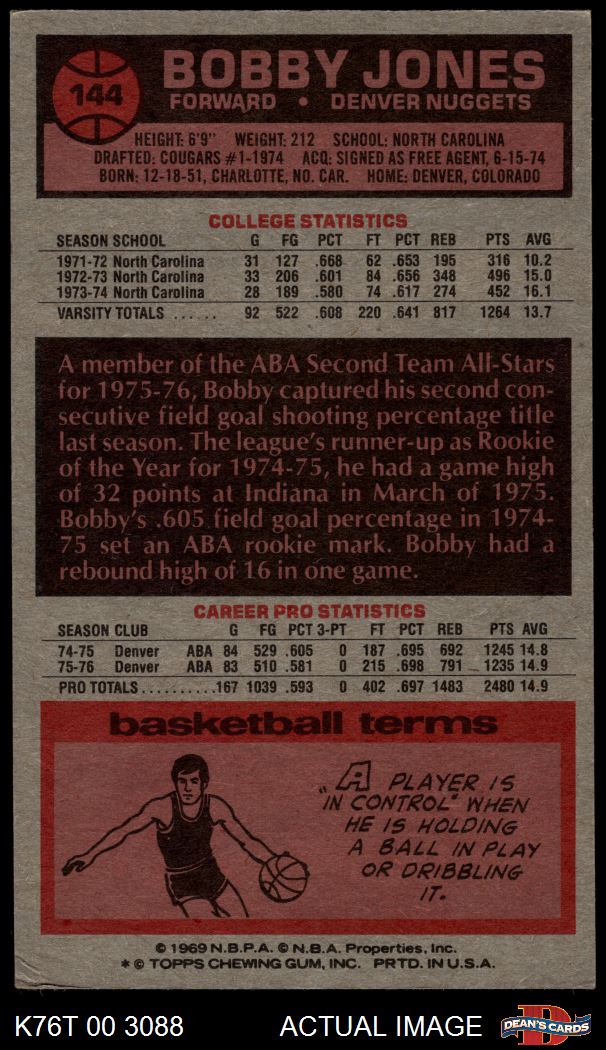 144
BOBBY JONES
FORWARD • DENVER NUGGETS
HEIGHT: 6'9" WEIGHT: 212 SCHOOL: NORTH CAROLINA
DRAFTED: COUGARS #1-1974 ACQ: SIGNED AS FREE AGENT, 6-15-74
BORN: 12-18-51, CHARLOTTE, NO. CAR. HOME: DENVER, COLORADO
COLLEGE STATISTICS
SEASON SCHOOL G FG PCT FT PCT REB PTS AVG
1971-72 North Carolina 31 127 .668 62 .653 195 316 10.2
1972-73 North Carolina 33 206 .601 84 .656 348 496 15.0
1973-74 North Carolina 28 189 .580 74 .617 274 452 16.1
VARSITY TOTALS ...... 92 522 .608 220 .641 817 1264 13.7
A member of the ABA Second Team All-Stars
for 1975-76, Bobby captured his second con-
secutive field goal shooting percentage title
last season. The league's runner-up as Rookie
of the Year for 1974-75, he had a game high
of 32 points at Indiana in March of 1975.
Bobby's .605 field goal percentage in 1974-
75 set an ABA rookie mark. Bobby had a
rebound high of 16 in one game.
CAREER PRO STATISTICS
SEASON CLUB G FG PCT 3-PT FT PCT REB PTS AVG
74-75 Denver ABA 84 529 .605 0 187 .695 692 1245 14.8
75-76 Denver ABA 83 510 .581 0 215 .698 791 1235 14.9
PRO TOTALS.......... 167 1039 .593 0 402 .697 1483 2480 14.9
basketball terms
A PLAYER IS
"IN CONTROL" WHEN
HE IS HOLDING
A BALL IN PLAY
OR DRIBBLING
IT.
© 1969 N.B.P.A. © N.B.A. Properties, Inc.
* © TOPPS CHEWING GUM, INC. PRTD. IN U.S.A.
K76T 00 3088 ACTUAL IMAGE D DEAN'S CARDS